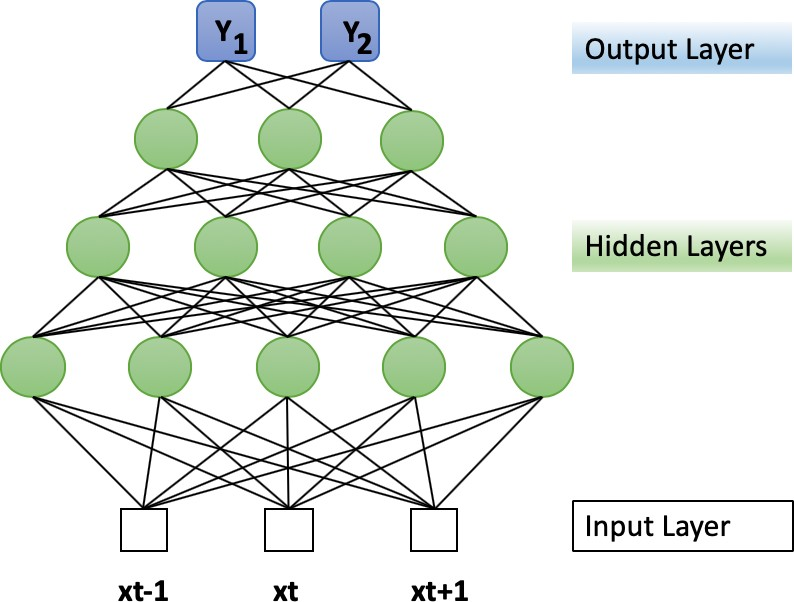 Y1 Y2
Output Layer
Hidden Layers
Input Layer
xt-1 xt xt+1